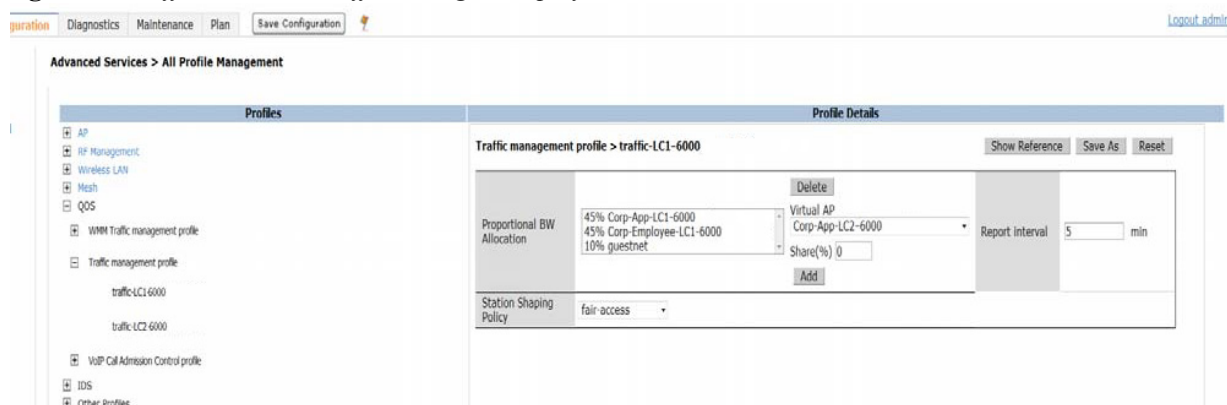 guration Diagnostics Maintenance Plan Save Configuration Logout admin
Advanced Services > All Profile Management
Profiles
Profile Details
AP
RF Management
Wireless LAN
Mesh
QOS
WMM Traffic management profile
Traffic management profile
traffic-LC1-6000
traffic-LC2-6000
VoIP Call Admission Control profile
IDS
Other Profiles
Traffic management profile > traffic-LC1-6000
Show Reference Save As Reset
Proportional BW
Allocation
45% Corp-App-LC1-6000
45% Corp-Employee-LC1-6000
10% guestnet
Delete
Virtual AP
Corp-App-LC2-6000
Share(%) 0
Add
Report interval 5 min
Station Shaping
Policy
fair-access